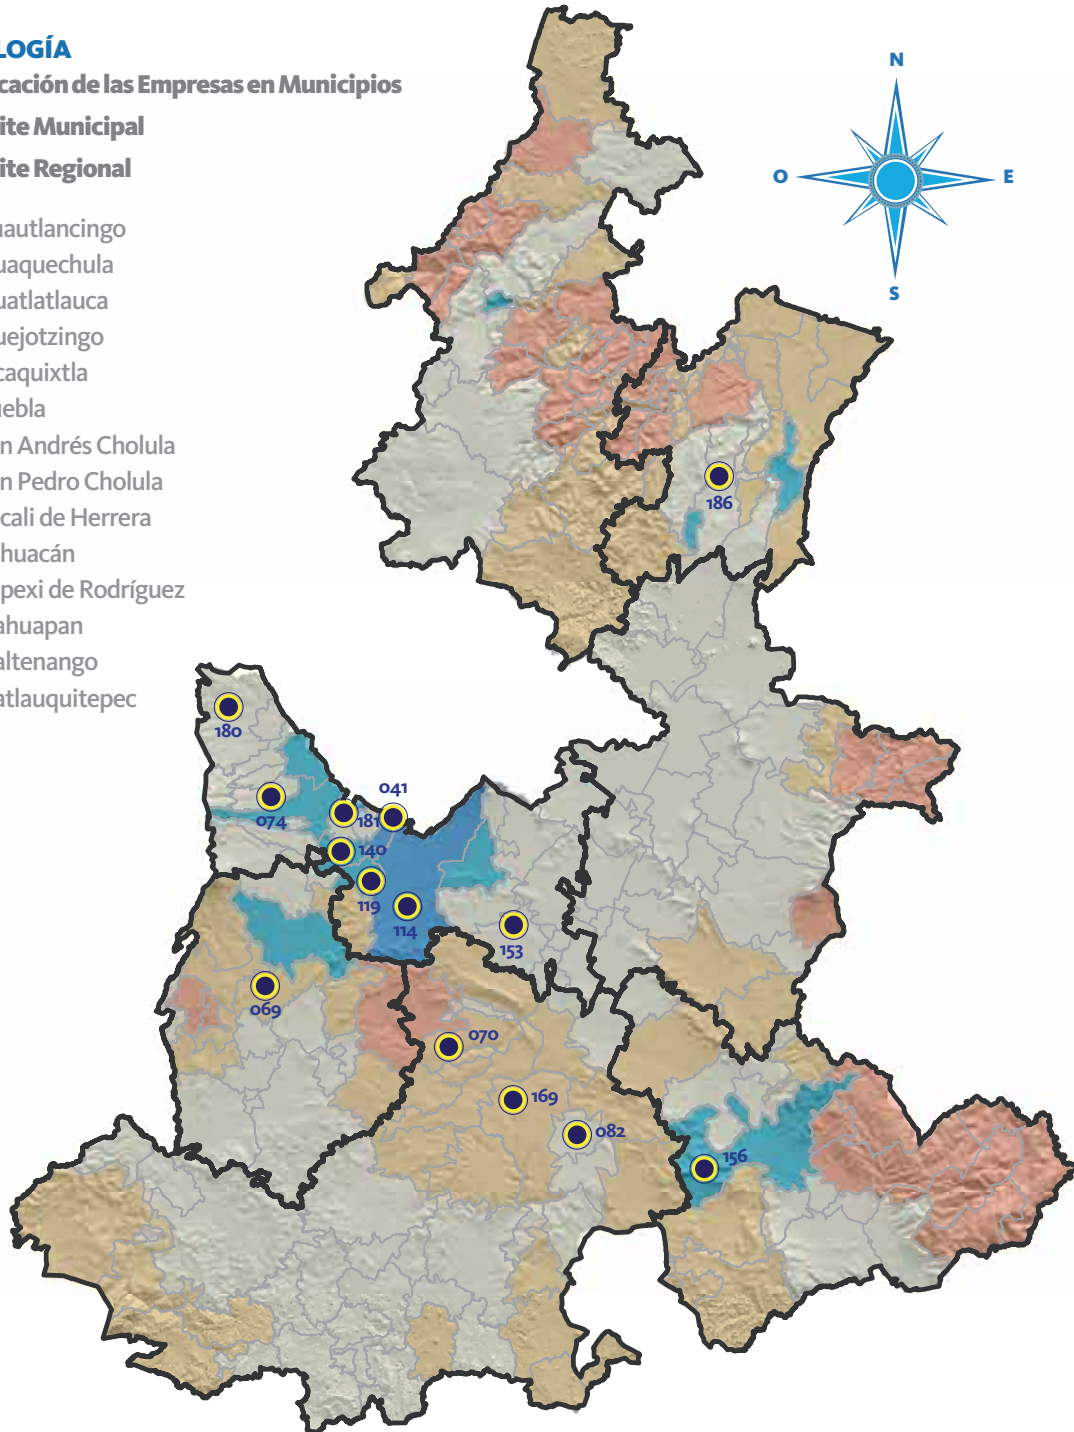 LOGÍA
cación de las Empresas en Municipios
ite Municipal
ite Regional
uautlancingo
uaquechula
uatlatlauca
uejotzingo
caquixtla
uebla
n Andrés Cholula
n Pedro Cholula
cali de Herrera
huacán
pexi de Rodríguez
ahuapan
altenango
atlauquitepec
N
O
E
S
186
180
041
074
181
140
119
114
153
069
070
169
082
156